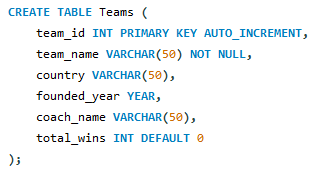 CREATE TABLE Teams (
    team_id INT PRIMARY KEY AUTO_INCREMENT,
    team_name VARCHAR(50) NOT NULL,
    country VARCHAR(50),
    founded_year YEAR,
    coach_name VARCHAR(50),
    total_wins INT DEFAULT 0
);